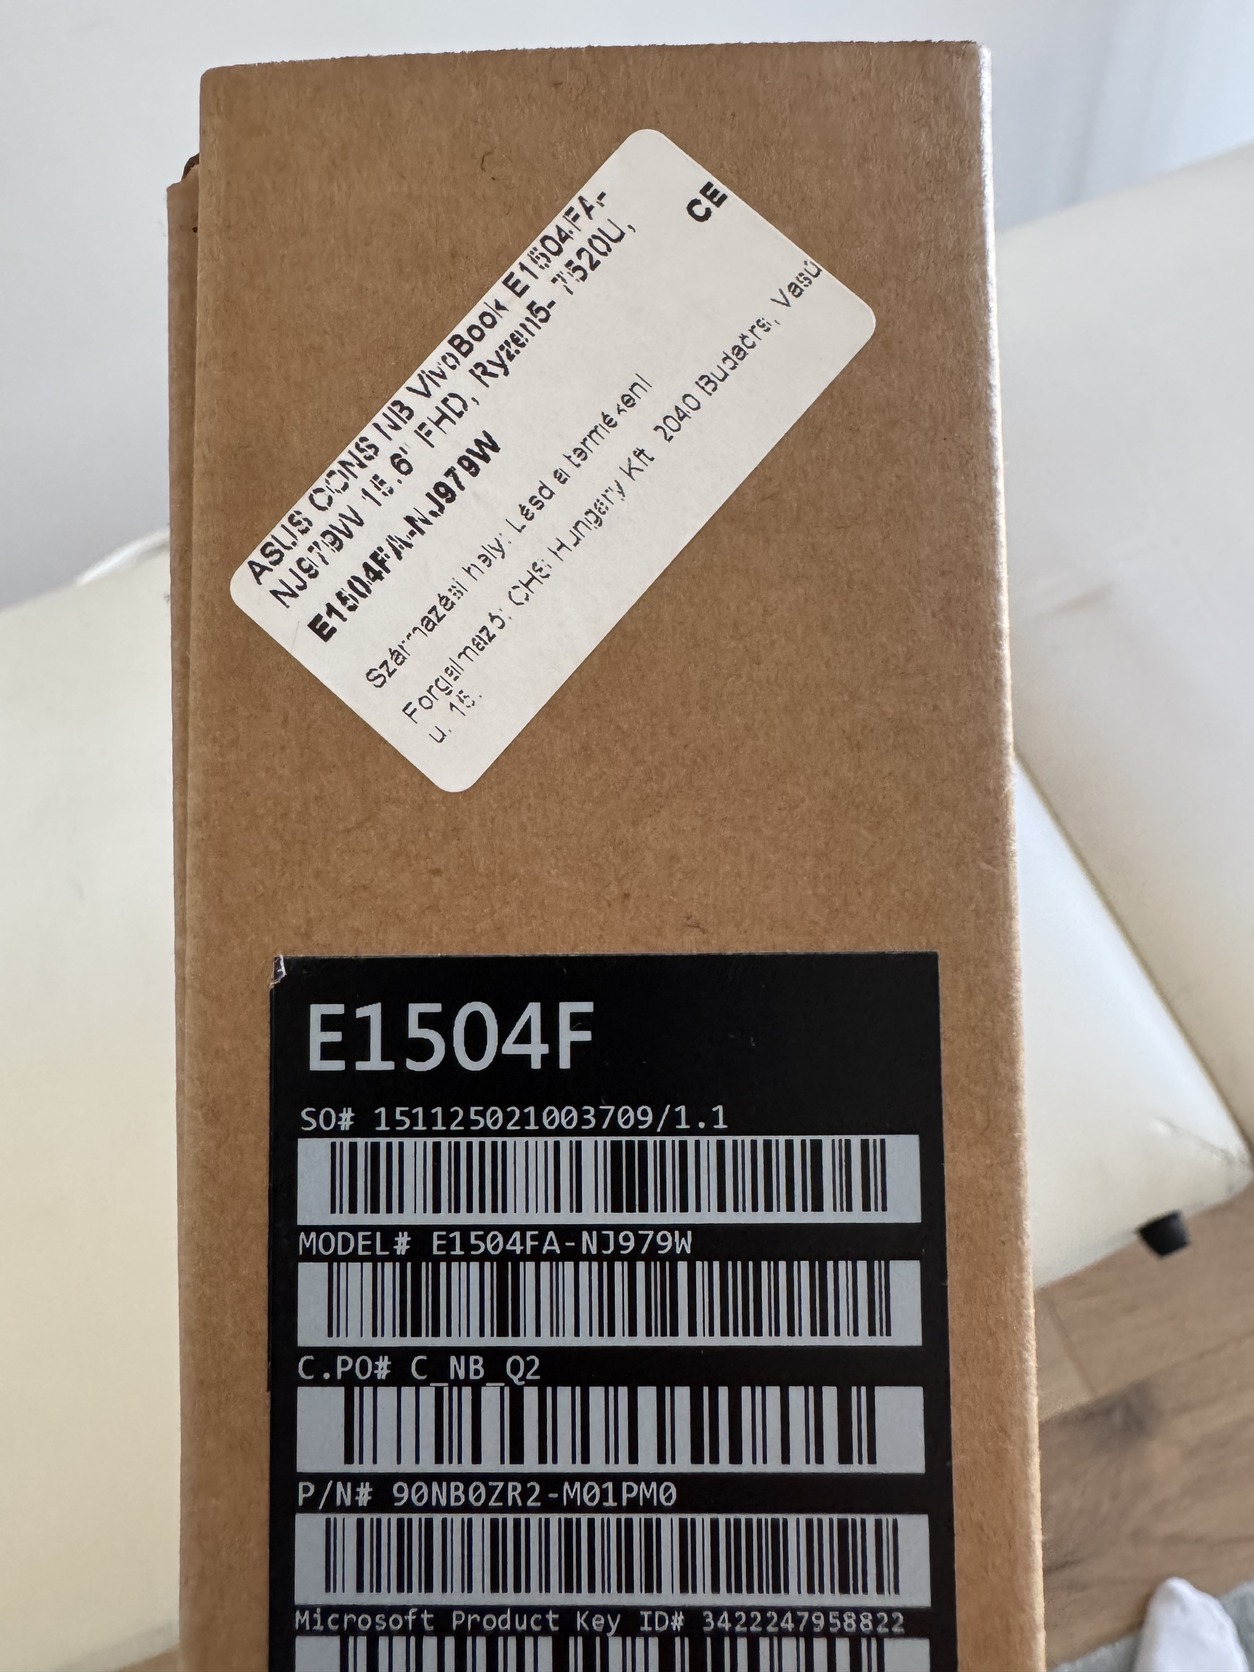 ASUS CONS NB VivoBook E1504FA-
NJ979W 15.6" FHD, Ryzen5- 7520U,
E1504FA-NJ979W
CE
Származási hely: Lásd a terméken!
Forgalmazó: CHS Hungary Kft 2040 Budaörs, Vasú
u. 15.
E1504F
SO# 151125021003709/1.1
MODEL# E1504FA-NJ979W
C.PO# C_NB_Q2
P/N# 90NB0ZR2-M01PM0
Microsoft Product Key ID# 3422247958822